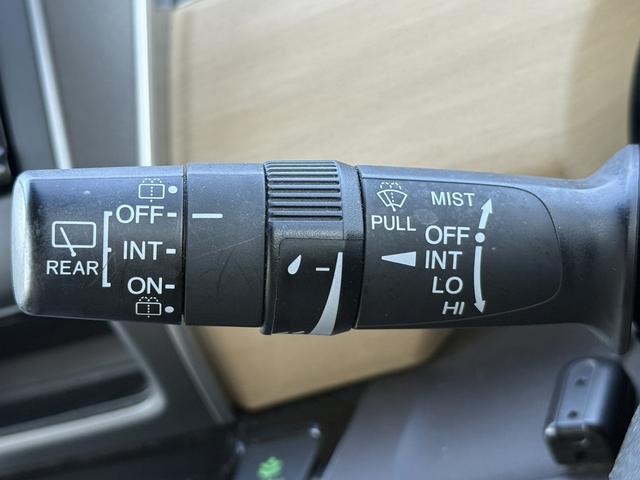 OFF
INT
REAR
ON
MIST
PULL
OFF
INT
LO
HI